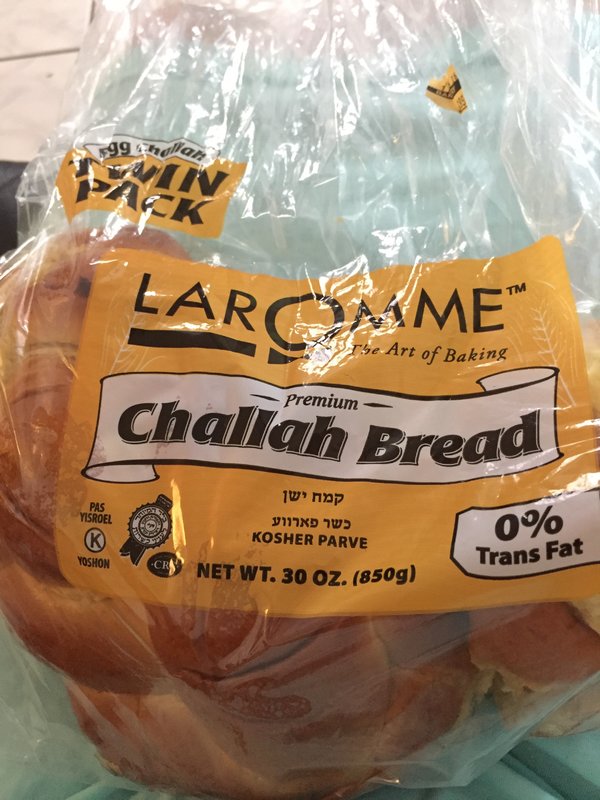 Egg Challah
TWIN
PACK
LAROMME™
The Art of Baking
Premium
Challah Bread
קמח ישן
כשר פארווע
KOSHER PARVE
PAS
YISROEL
K
YOSHON
CRC
NET WT. 30 OZ. (850g)
0%
Trans Fat